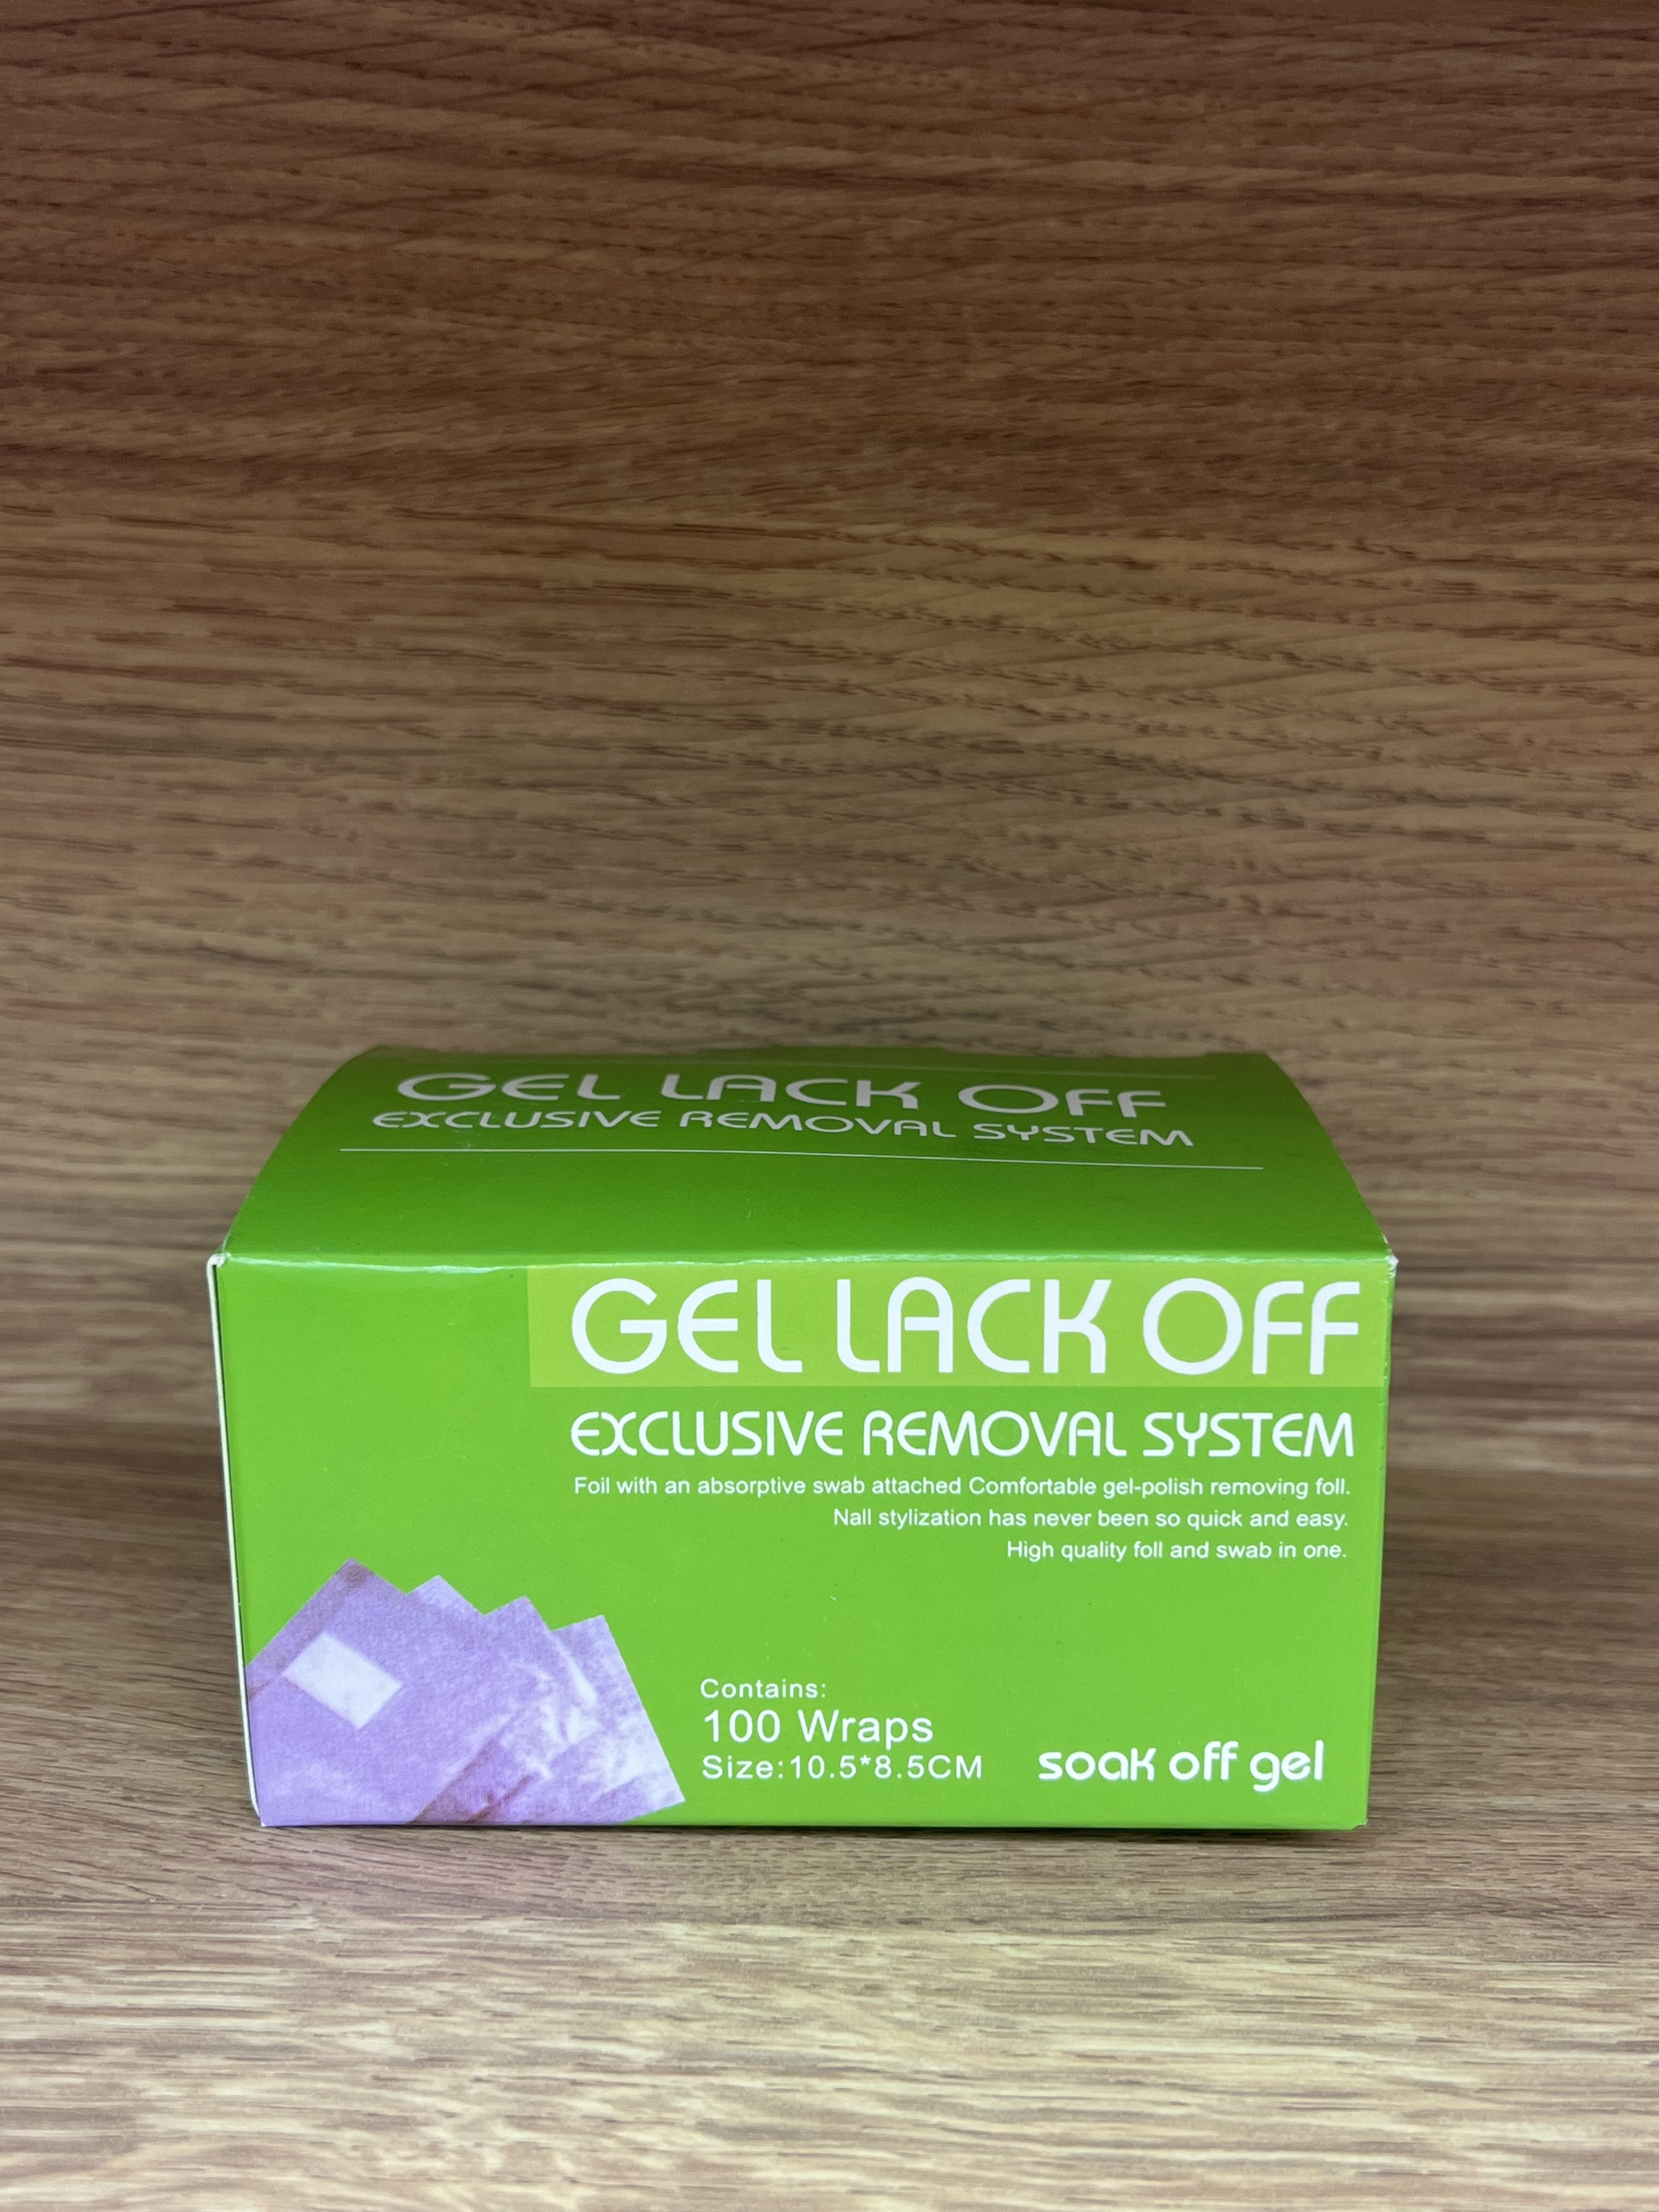 GEL LACK OFF
EXCLUSIVE REMOVAL SYSTEM
GEL LACK OFF
EXCLUSIVE REMOVAL SYSTEM
Foil with an absorptive swab attached Comfortable gel-polish removing foll.
Nall stylization has never been so quick and easy.
High quality foll and swab in one.
Contains:
100 Wraps
Size:10.5*8.5CM
soak off gel